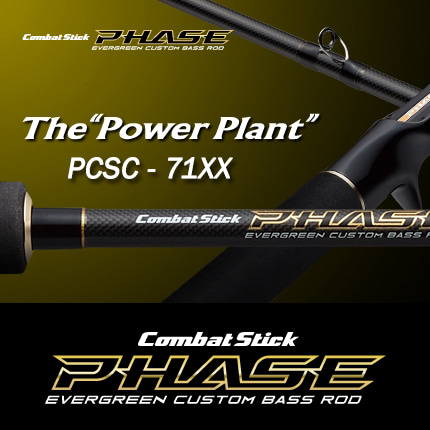 Combat Stick PHASE
EVERGREEN CUSTOM BASS ROD
The "Power Plant"
PCSC - 71XX
Combat Stick PHASE
EVERGREEN CUSTOM BASS RO
Combat Stick
PHASE
EVERGREEN CUSTOM BASS ROD